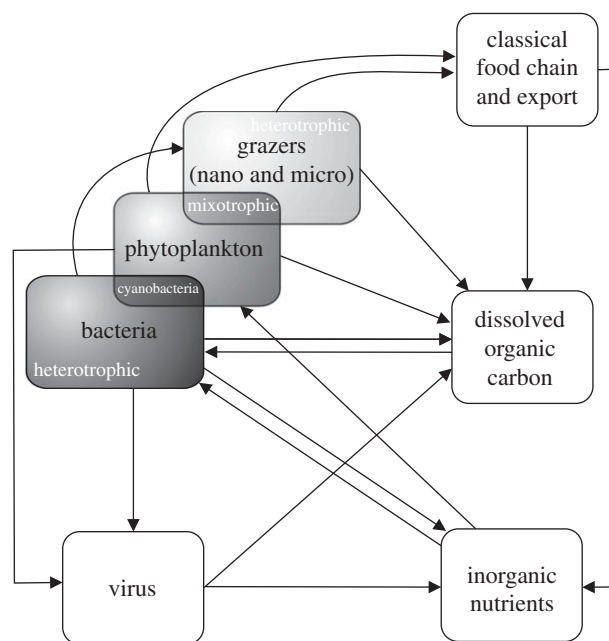 classical
food chain
and export
heterotrophic
grazers
(nano and micro)
mixotrophic
phytoplankton
cyanobacteria
bacteria
heterotrophic
dissolved
organic
carbon
virus
inorganic
nutrients